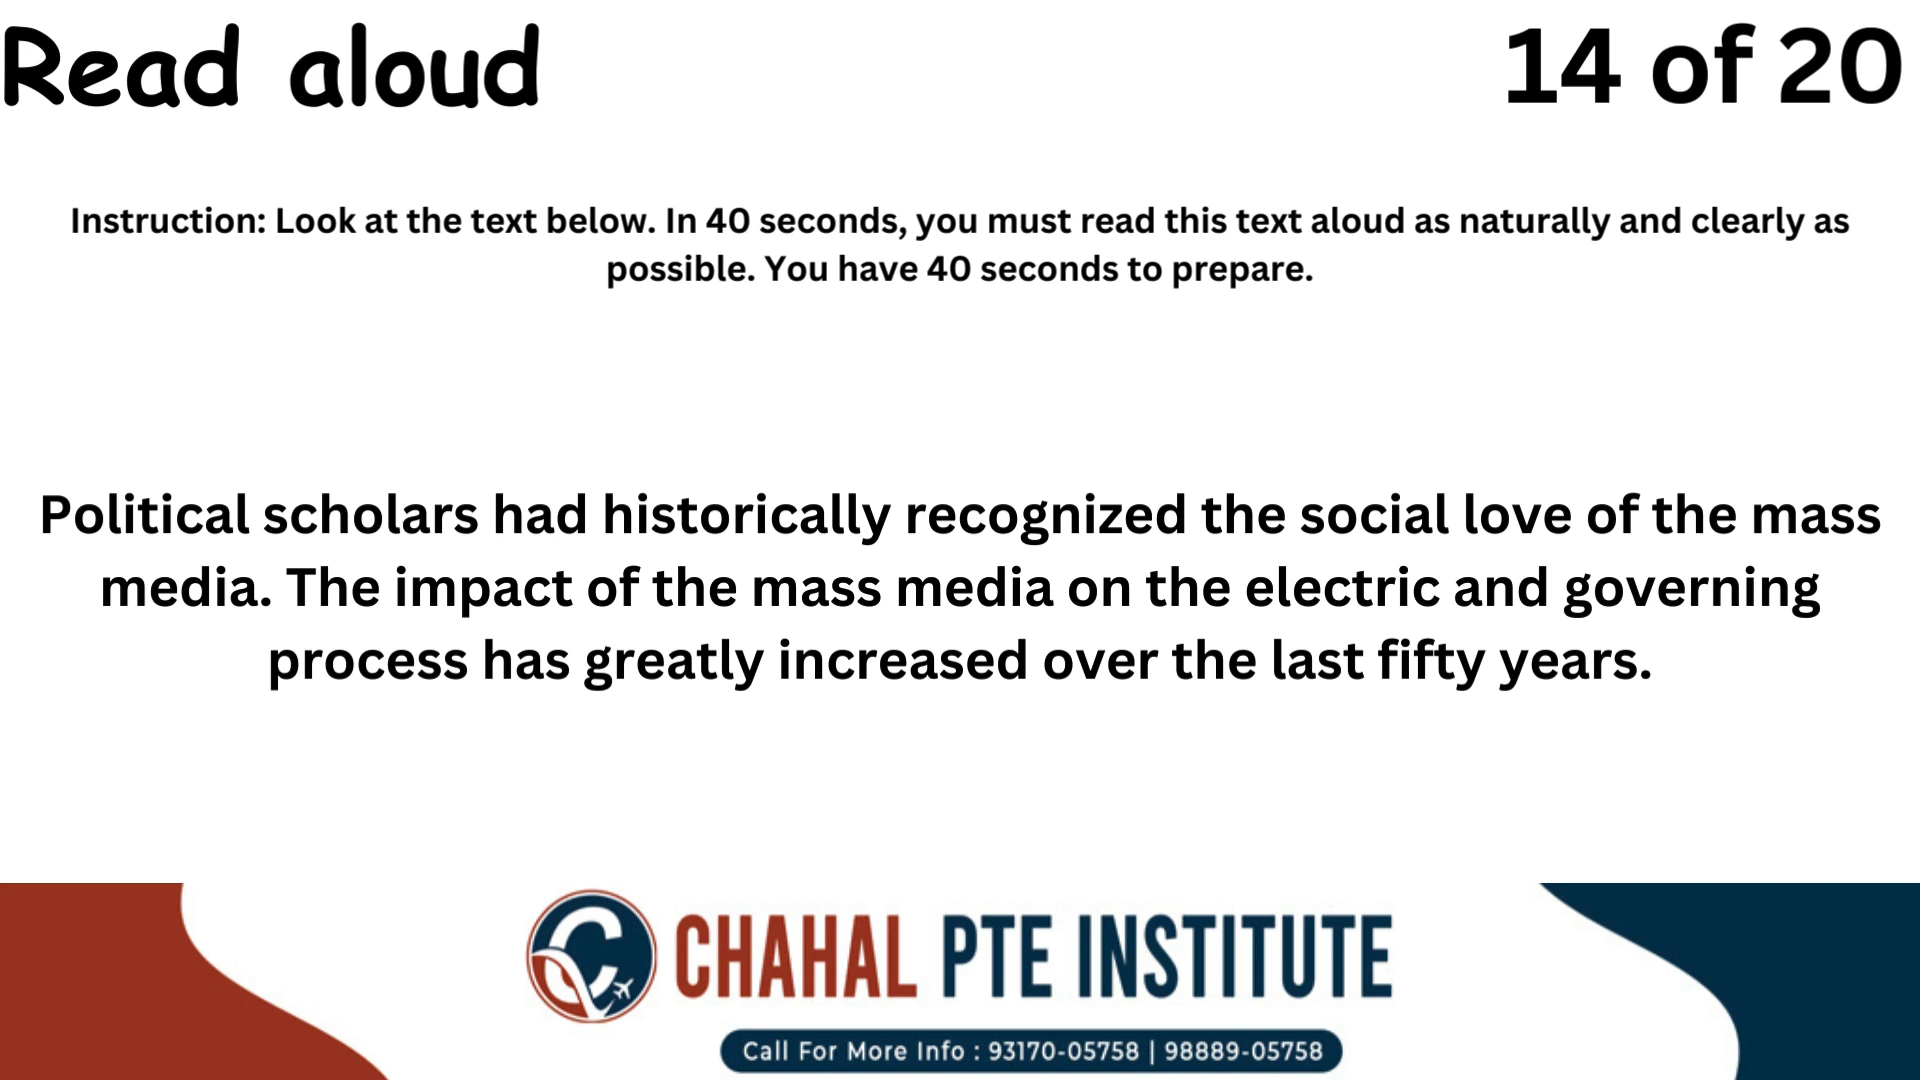 Read aloud
14 of 20
Instruction: Look at the text below. In 40 seconds, you must read this text aloud as naturally and clearly as
possible. You have 40 seconds to prepare.
Political scholars had historically recognized the social love of the mass
media. The impact of the mass media on the electric and governing
process has greatly increased over the last fifty years.
CHAHAL PTE INSTITUTE
Call For More Info : 93170-05758 | 98889-05758